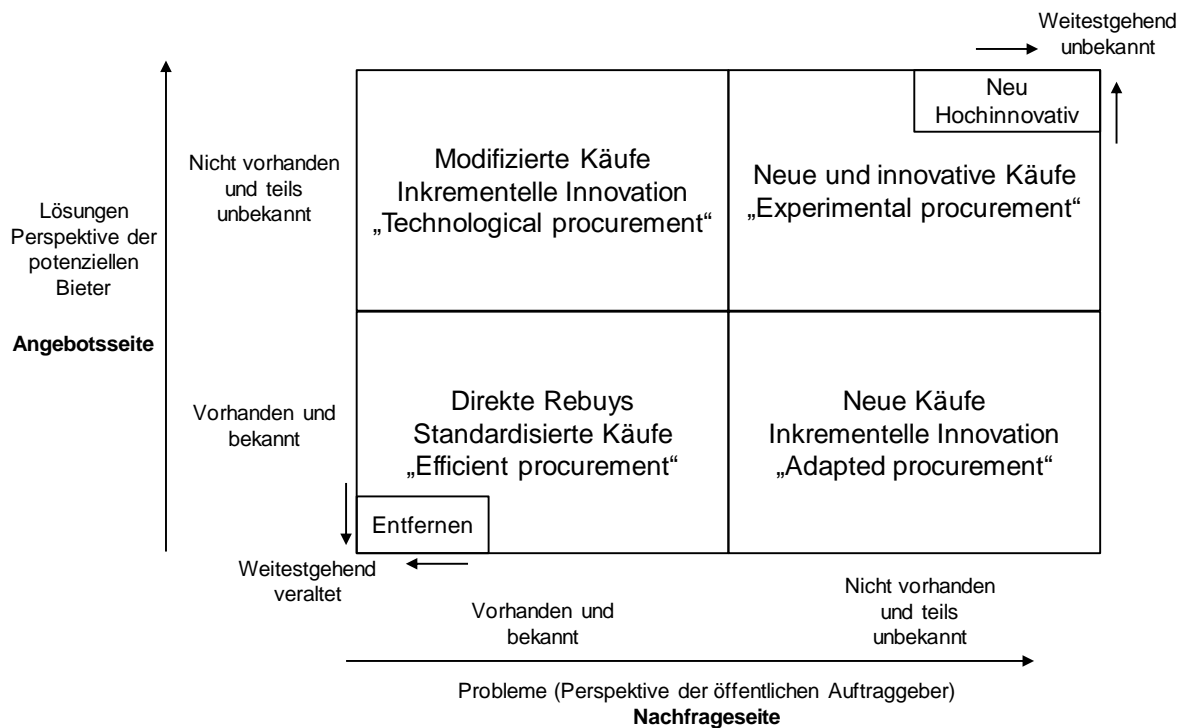 Weitestgehend
unbekannt
Neu
Hochinnovativ
Nicht vorhanden
und teils
unbekannt
Modifizierte Käufe
Inkrementelle Innovation
„Technological procurement“
Neue und innovative Käufe
„Experimental procurement“
Lösungen
Perspektive der
potenziellen
Bieter
Angebotsseite
Vorhanden und
bekannt
Direkte Rebuys
Standardisierte Käufe
„Efficient procurement“
Neue Käufe
Inkrementelle Innovation
„Adapted procurement“
Entfernen
Weitestgehend
veraltet
Vorhanden und
bekannt
Nicht vorhanden
und teils
unbekannt
Probleme (Perspektive der öffentlichen Auftraggeber)
Nachfrageseite